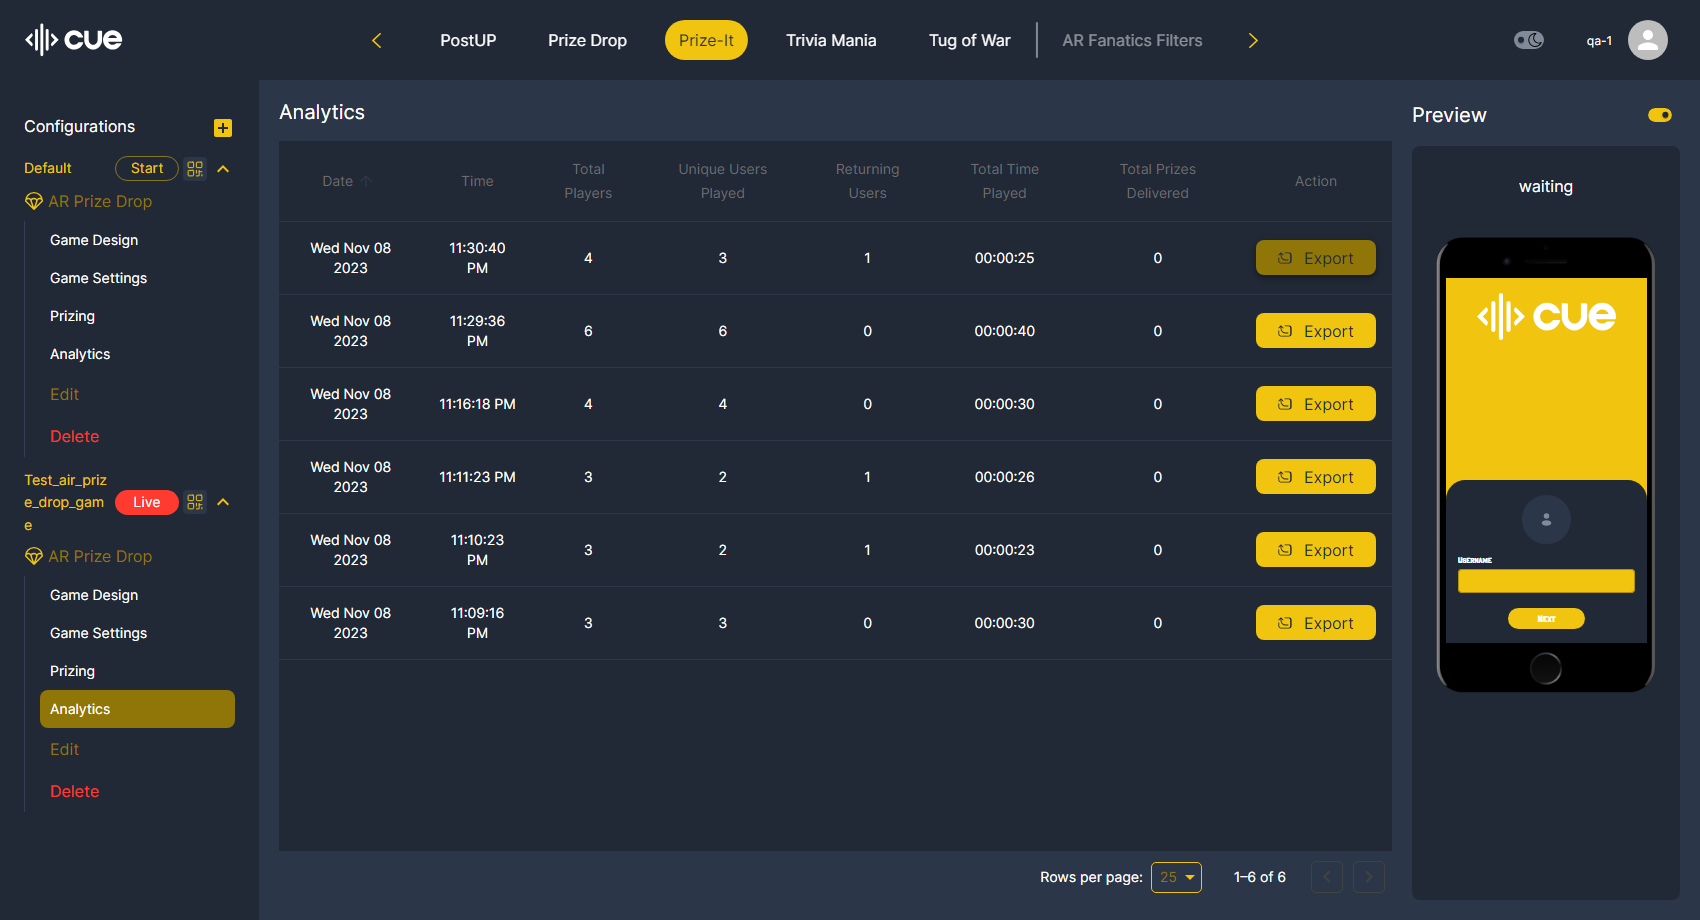 cue
PostUP
Prize Drop
Prize-It
Trivia Mania
Tug of War
AR Fanatics Filters
qa-1
Configurations
Default
Start
AR Prize Drop
Game Design
Game Settings
Prizing
Analytics
Edit
Delete
Test_air_priz
e_drop_gam
e
Live
AR Prize Drop
Game Design
Game Settings
Prizing
Analytics
Edit
Delete
Analytics
Date
Time
Total
Players
Unique Users
Played
Returning
Users
Total Time
Played
Total Prizes
Delivered
Action
Wed Nov 08
2023
11:30:40
PM
4
3
1
00:00:25
0
Export
Wed Nov 08
2023
11:29:36
PM
6
6
0
00:00:40
0
Export
Wed Nov 08
2023
11:16:18 PM
4
4
0
00:00:30
0
Export
Wed Nov 08
2023
11:11:23 PM
3
2
1
00:00:26
0
Export
Wed Nov 08
2023
11:10:23
PM
3
2
1
00:00:23
0
Export
Wed Nov 08
2023
11:09:16
PM
3
3
0
00:00:30
0
Export
Rows per page:
25
1–6 of 6
Preview
waiting
cue
Username
Next